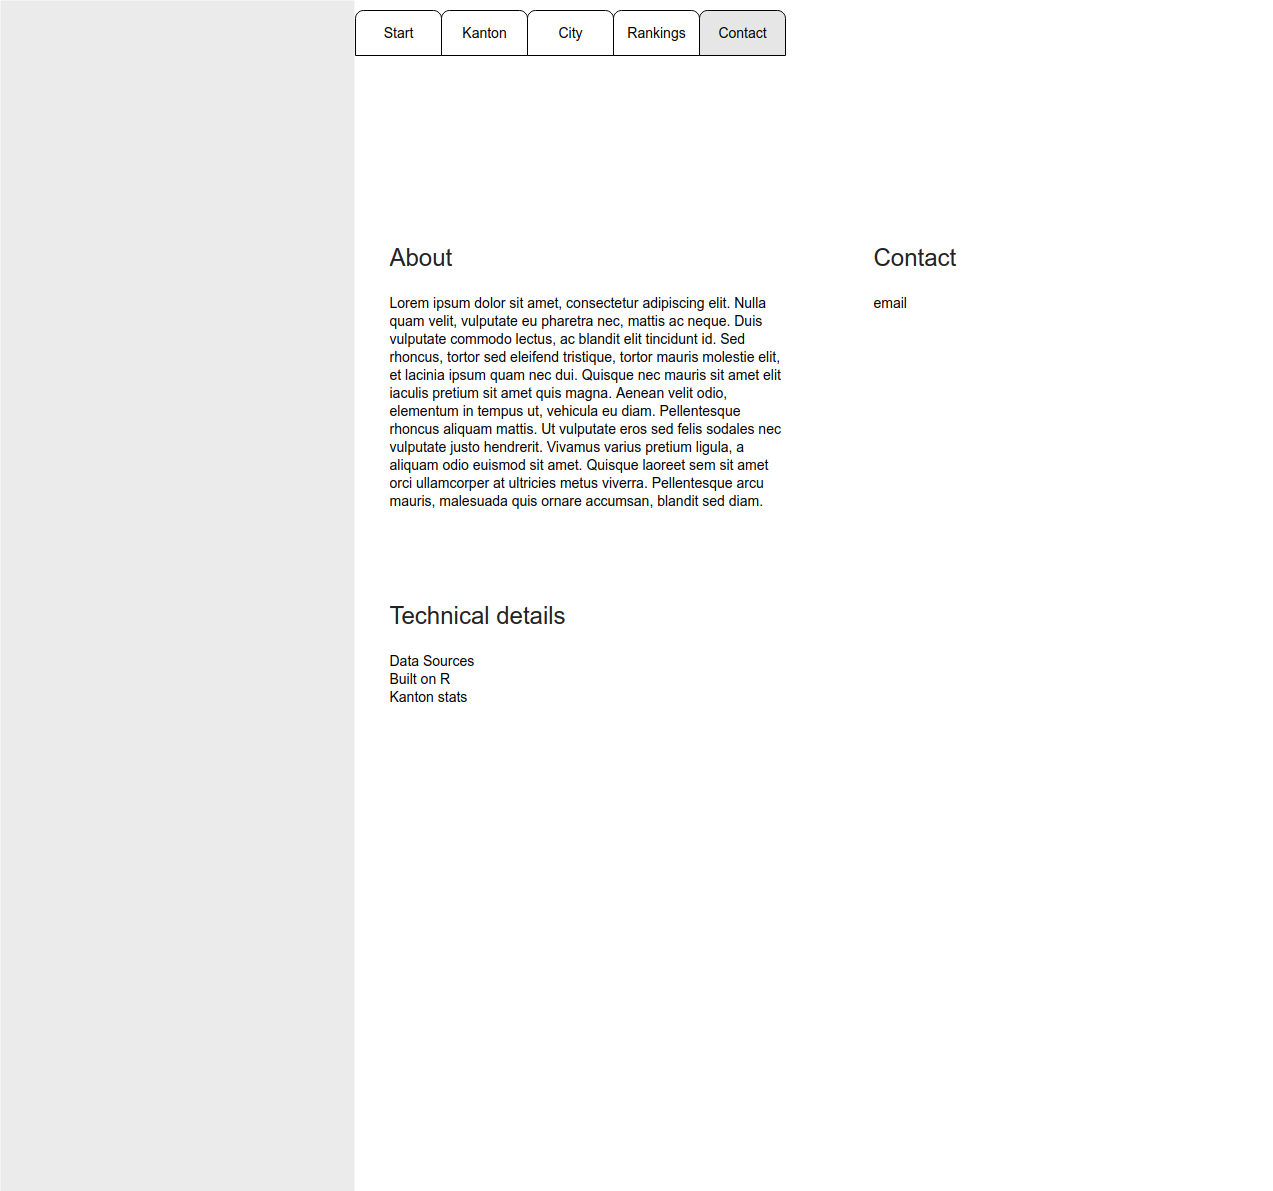 Start Kanton City Rankings Contact
About
Lorem ipsum dolor sit amet, consectetur adipiscing elit. Nulla
quam velit, vulputate eu pharetra nec, mattis ac neque. Duis
vulputate commodo lectus, ac blandit elit tincidunt id. Sed
rhoncus, tortor sed eleifend tristique, tortor mauris molestie elit,
et lacinia ipsum quam nec dui. Quisque nec mauris sit amet elit
iaculis pretium sit amet quis magna. Aenean velit odio,
elementum in tempus ut, vehicula eu diam. Pellentesque
rhoncus aliquam mattis. Ut vulputate eros sed felis sodales nec
vulputate justo hendrerit. Vivamus varius pretium ligula, a
aliquam odio euismod sit amet. Quisque laoreet sem sit amet
orci ullamcorper at ultricies metus viverra. Pellentesque arcu
mauris, malesuada quis ornare accumsan, blandit sed diam.
Contact
email
Technical details
Data Sources
Built on R
Kanton stats